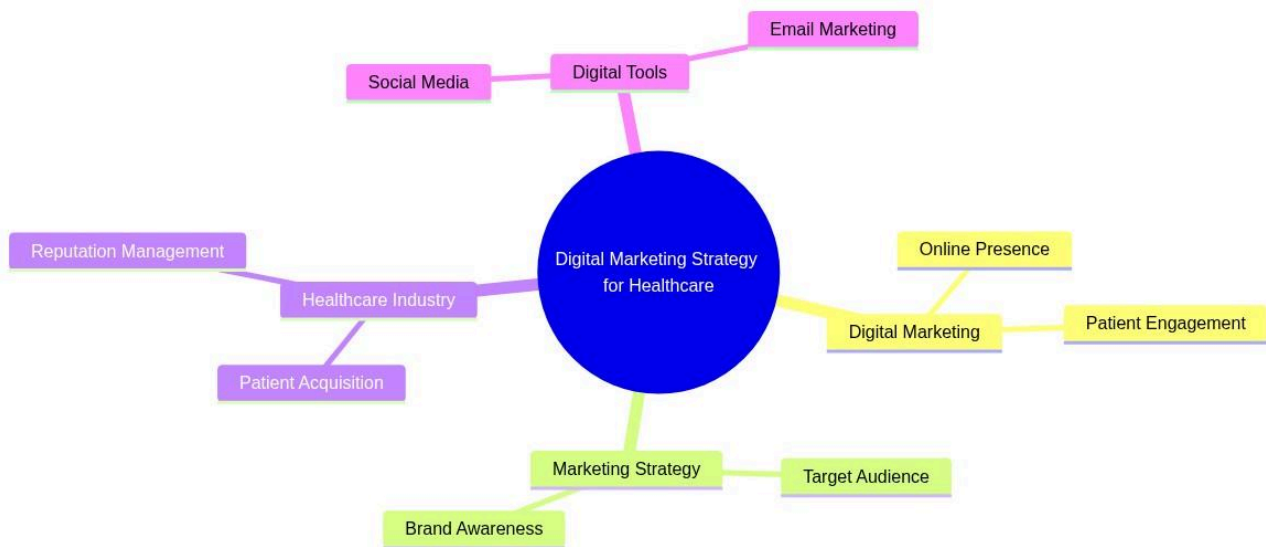 Email Marketing
Digital Tools
Social Media
Reputation Management
Healthcare Industry
Patient Acquisition
Digital Marketing Strategy
for Healthcare
Online Presence
Digital Marketing
Patient Engagement
Marketing Strategy
Target Audience
Brand Awareness